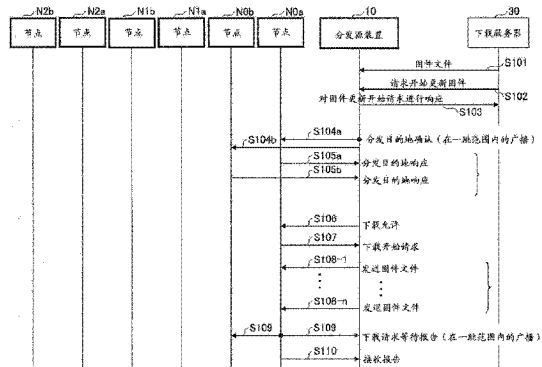 N2b N2a N1b N1a N0b N0a 10 30
节点 节点 节点 节点 节点 节点 分发源装置 下载服务器
固件文件 S101
请求开始更新固件 S102
对固件更新开始请求进行响应 S103
S104a 分发目的地确认（在一跳范围内的广播）
S104b
S105a 分发目的地响应
S105b 分发目的地响应
S106 下载允许
S107 下载开始请求
S108-1 发送固件文件
S108-n 发送固件文件
S109 S109 下载请求等待报告（在一跳范围内的广播）
S110 接收报告